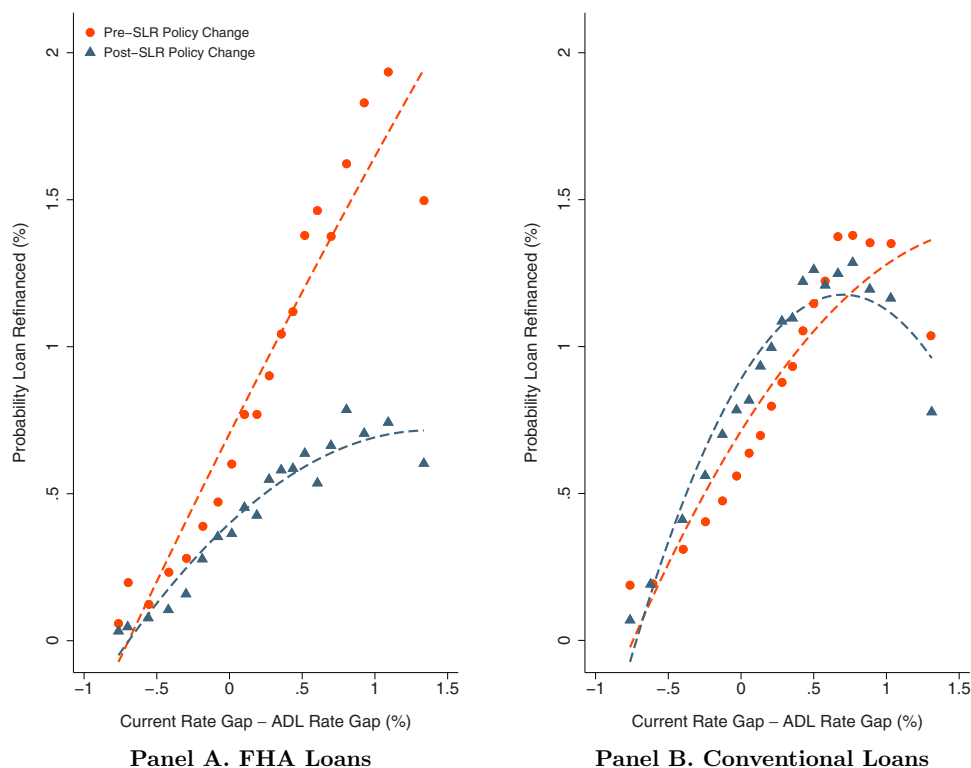 Pre−SLR Policy Change
Post−SLR Policy Change
Probability Loan Refinanced (%)
0
.5
1
1.5
2
−1
−.5
0
.5
1
1.5
Current Rate Gap − ADL Rate Gap (%)
Panel A. FHA Loans
Probability Loan Refinanced (%)
0
.5
1
1.5
2
−1
−.5
0
.5
1
1.5
Current Rate Gap − ADL Rate Gap (%)
Panel B. Conventional Loans